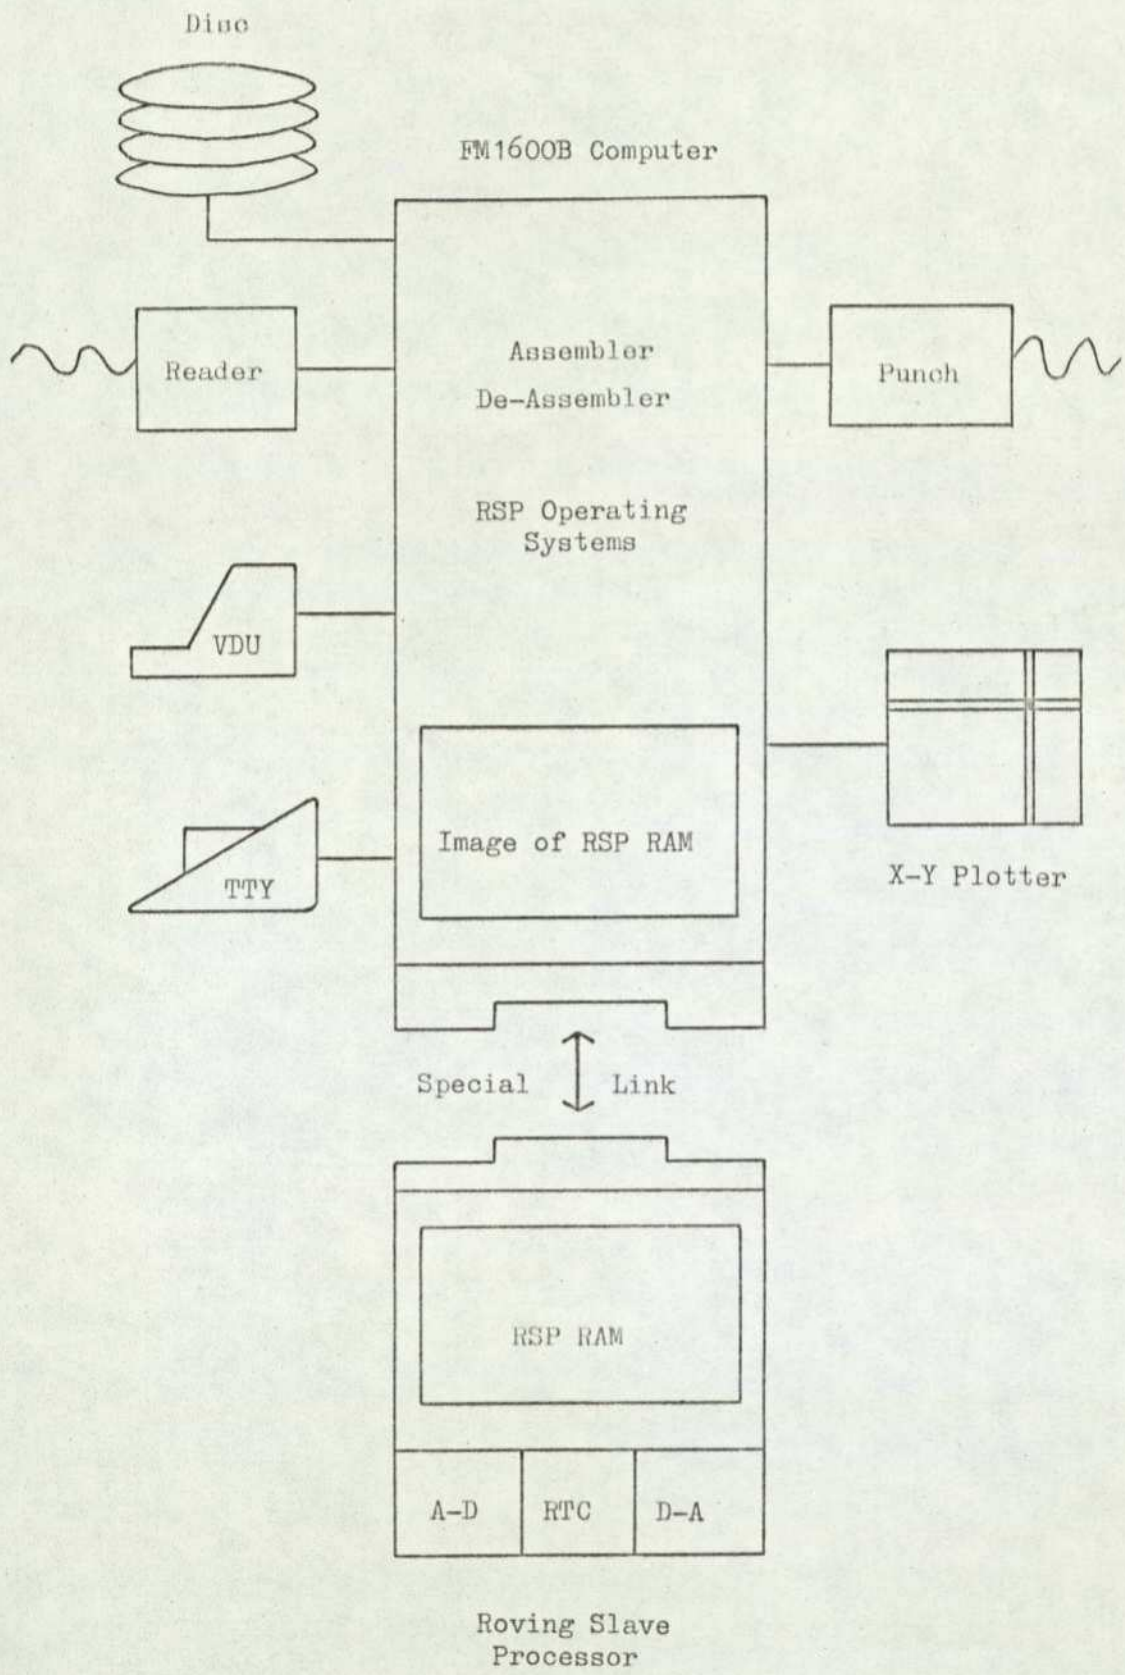 Disc
FM1600B Computer
Reader
Assembler
De-Assembler
Punch
RSP Operating
Systems
VDU
Image of RSP RAM
TTY
X-Y Plotter
Special Link
RSP RAM
A-D RTC D-A
Roving Slave
Processor